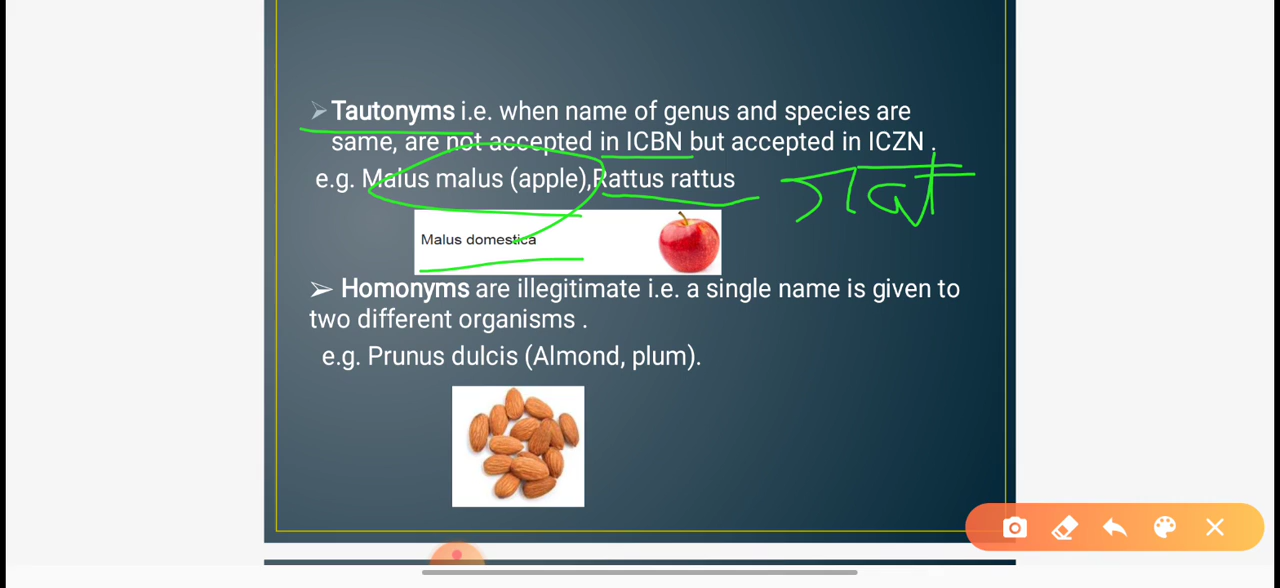 ➢ Tautonyms i.e. when name of genus and species are
same, are not accepted in ICBN but accepted in ICZN .
e.g. Malus malus (apple),Rattus rattus
Malus domestica
➢ Homonyms are illegitimate i.e. a single name is given to
two different organisms .
e.g. Prunus dulcis (Almond, plum).